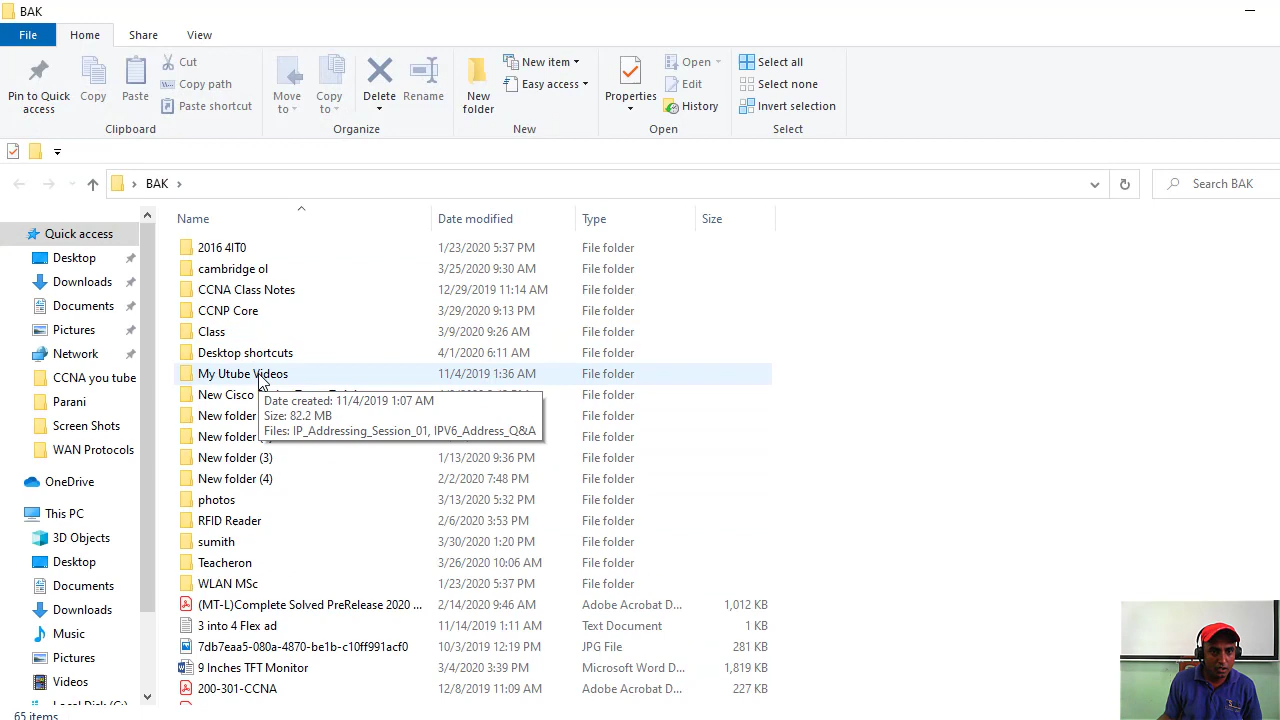 BAK
File Home Share View
Pin to Quick access
Copy
Paste
Cut
Copy path
Paste shortcut
Move to
Copy to
Delete
Rename
New folder
New item
Easy access
Properties
Open
Edit
History
Select all
Select none
Invert selection
Clipboard Organize New Open Select
BAK
Search BAK
Name Date modified Type Size
Quick access
Desktop
Downloads
Documents
Pictures
Network
CCNA you tube
Parani
Screen Shots
WAN Protocols
OneDrive
This PC
3D Objects
Desktop
Documents
Downloads
Music
Pictures
Videos
2016 4IT0 1/23/2020 5:37 PM File folder
cambridge ol 3/25/2020 9:30 AM File folder
CCNA Class Notes 12/29/2019 11:14 AM File folder
CCNP Core 3/29/2020 9:13 PM File folder
Class 3/9/2020 9:26 AM File folder
Desktop shortcuts 4/1/2020 6:11 AM File folder
My Utube Videos 11/4/2019 1:36 AM File folder
New Cisco File folder
Date created: 11/4/2019 1:07 AM
Size: 82.2 MB
Files: IP_Addressing_Session_01, IPV6_Address_Q&A
New folder File folder
New folder File folder
New folder (3) 1/13/2020 9:36 PM File folder
New folder (4) 2/2/2020 7:48 PM File folder
photos 3/13/2020 5:32 PM File folder
RFID Reader 2/6/2020 3:53 PM File folder
sumith 3/30/2020 1:20 PM File folder
Teacheron 3/26/2020 10:06 AM File folder
WLAN MSc 1/23/2020 5:37 PM File folder
(MT-L)Complete Solved PreRelease 2020 ... 2/14/2020 9:46 AM Adobe Acrobat D... 1,012 KB
3 into 4 Flex ad 11/14/2019 1:11 AM Text Document 1 KB
7db7eaa5-080a-4870-be1b-c10ff991acf0 10/3/2019 12:19 PM JPG File 281 KB
9 Inches TFT Monitor 3/4/2020 3:39 PM Microsoft Word D... 1,819 KB
200-301-CCNA 12/8/2019 11:09 AM Adobe Acrobat D... 227 KB
65 items